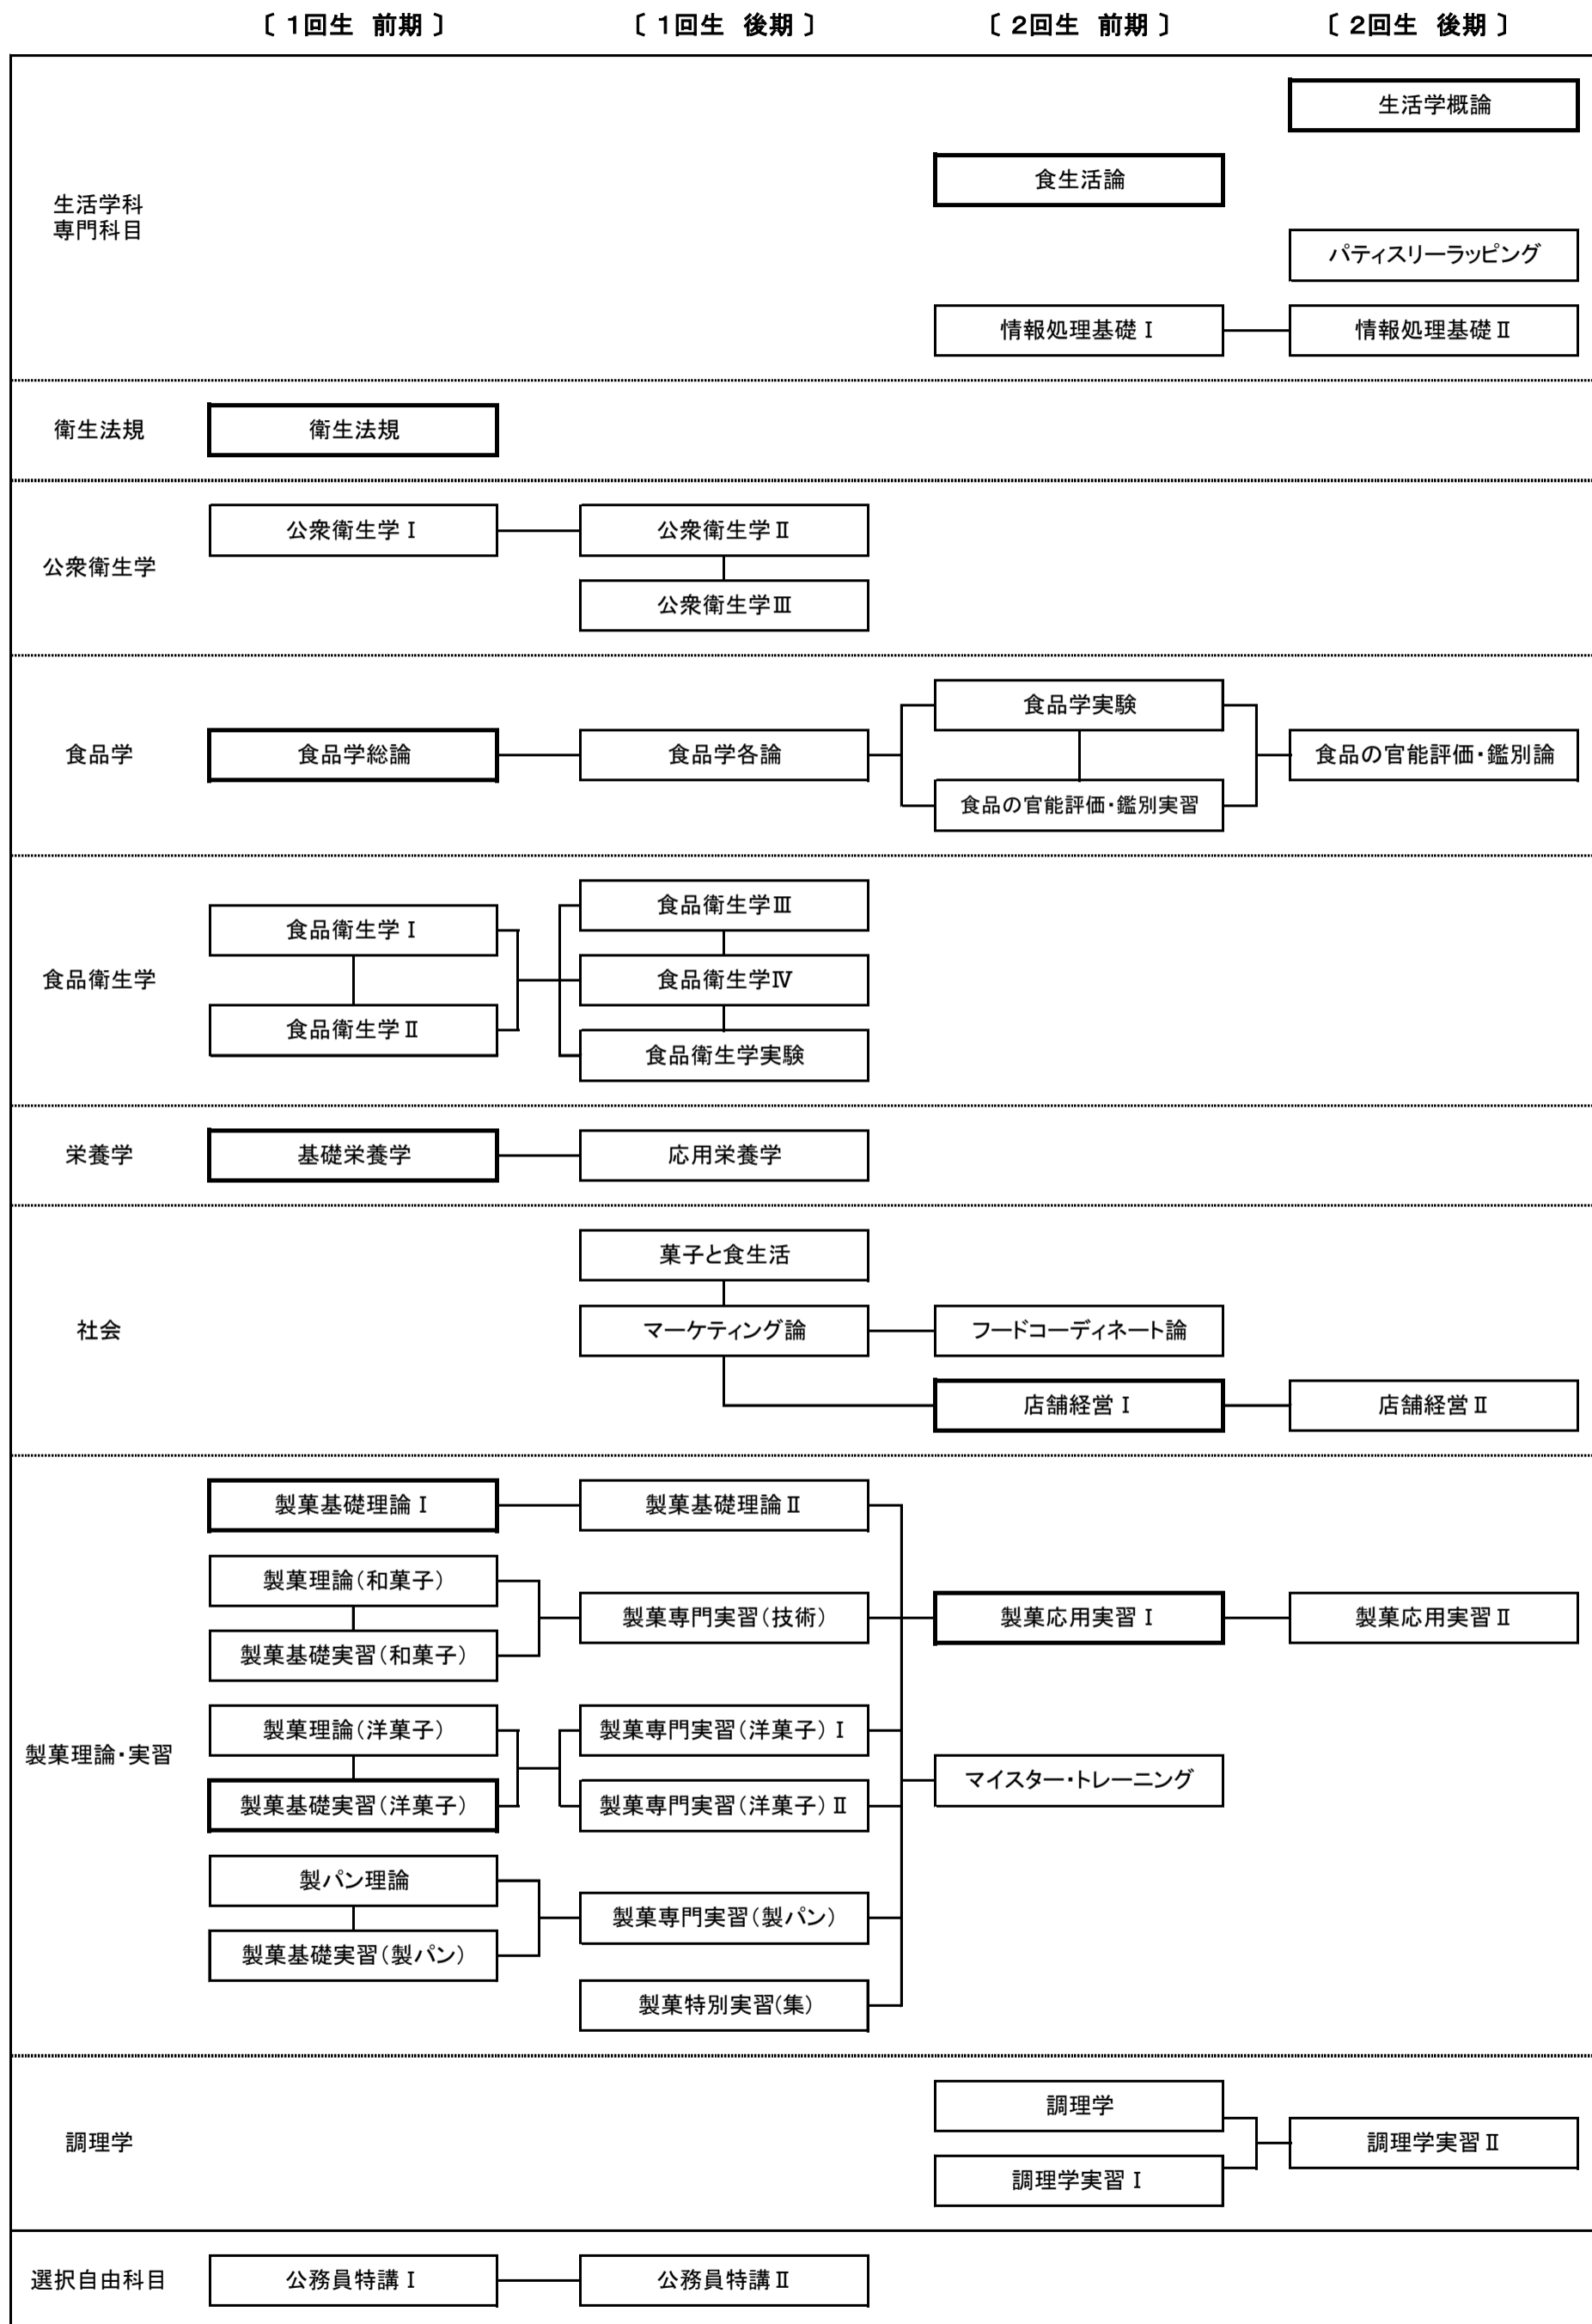 〔 1回生 前期 〕
〔 1回生 後期 〕
〔 2回生 前期 〕
〔 2回生 後期 〕
生活学科
専門科目
生活学概論
食生活論
パティスリーラッピング
情報処理基礎Ⅰ
情報処理基礎Ⅱ
衛生法規
衛生法規
公衆衛生学
公衆衛生学Ⅰ
公衆衛生学Ⅱ
公衆衛生学Ⅲ
食品学
食品学総論
食品学各論
食品学実験
食品の官能評価・鑑別実習
食品の官能評価・鑑別論
食品衛生学
食品衛生学Ⅰ
食品衛生学Ⅱ
食品衛生学Ⅲ
食品衛生学Ⅳ
食品衛生学実験
栄養学
基礎栄養学
応用栄養学
社会
菓子と食生活
マーケティング論
フードコーディネート論
店舗経営Ⅰ
店舗経営Ⅱ
製菓理論・実習
製菓基礎理論Ⅰ
製菓基礎理論Ⅱ
製菓理論(和菓子)
製菓基礎実習(和菓子)
製菓専門実習(技術)
製菓応用実習Ⅰ
製菓応用実習Ⅱ
製菓理論(洋菓子)
製菓基礎実習(洋菓子)
製菓専門実習(洋菓子)Ⅰ
製菓専門実習(洋菓子)Ⅱ
マイスター・トレーニング
製パン理論
製菓基礎実習(製パン)
製菓専門実習(製パン)
製菓特別実習(集)
調理学
調理学
調理学実習Ⅰ
調理学実習Ⅱ
選択自由科目
公務員特講Ⅰ
公務員特講Ⅱ